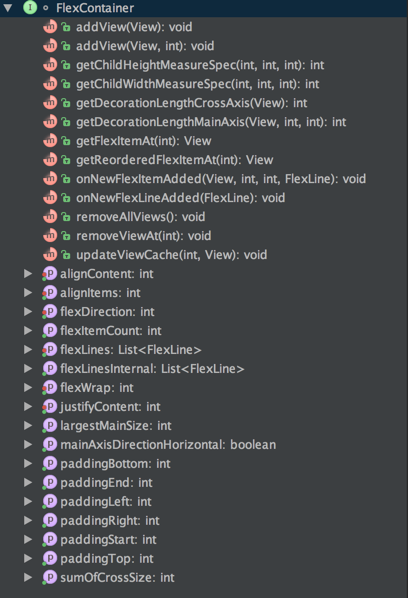 FlexContainer
addView(View): void
addView(View, int): void
getChildHeightMeasureSpec(int, int, int): int
getChildWidthMeasureSpec(int, int, int): int
getDecorationLengthCrossAxis(View): int
getDecorationLengthMainAxis(View, int, int): int
getFlexItemAt(int): View
getReorderedFlexItemAt(int): View
onNewFlexItemAdded(View, int, int, FlexLine): void
onNewFlexLineAdded(FlexLine): void
removeAllViews(): void
removeViewAt(int): void
updateViewCache(int, View): void
alignContent: int
alignItems: int
flexDirection: int
flexItemCount: int
flexLines: List<FlexLine>
flexLinesInternal: List<FlexLine>
flexWrap: int
justifyContent: int
largestMainSize: int
mainAxisDirectionHorizontal: boolean
paddingBottom: int
paddingEnd: int
paddingLeft: int
paddingRight: int
paddingStart: int
paddingTop: int
sumOfCrossSize: int